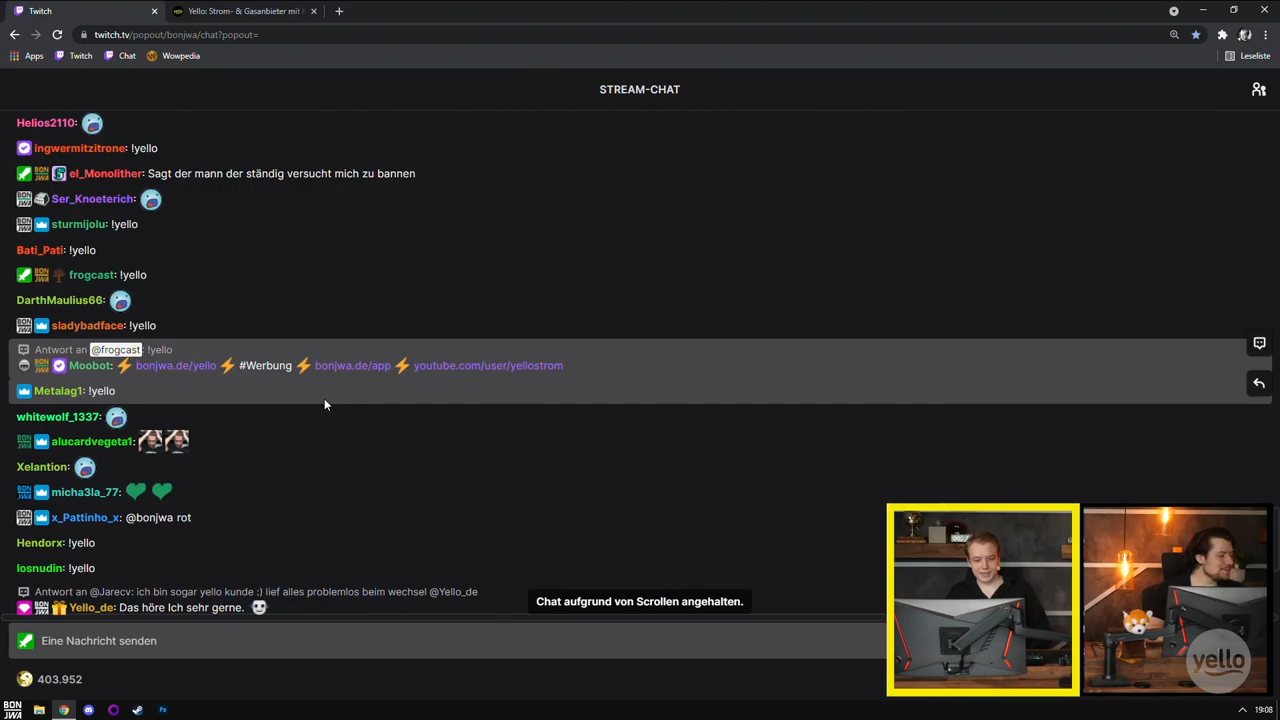 Twitch
Yello: Strom- & Gasanbieter mit
twitch.tv/popout/bonjwa/chat?popout=
Apps Twitch Chat Wowpedia Leseliste
STREAM-CHAT
Helios2110:
ingwermitzitrone: !yello
el_Monolither: Sagt der mann der ständig versucht mich zu bannen
Ser_Knoeterich:
sturmijolu: !yello
Bati_Pati: !yello
frogcast: !yello
DarthMaulius66:
sladybadface: !yello
Antwort an @frogcast: !yello
Moobot: bonjwa.de/yello #Werbung bonjwa.de/app youtube.com/user/yellostrom
Metalag1: !yello
whitewolf_1337:
alucardvegeta1:
Xelantion:
micha3la_77:
x_Pattinho_x: @bonjwa rot
Hendorx: !yello
losnudin: !yello
Antwort an @Jarecv: ich bin sogar yello kunde :) lief alles problemlos beim wechsel @Yello_de
Yello_de: Das höre Ich sehr gerne.
Chat aufgrund von Scrollen angehalten.
Eine Nachricht senden
403.952
yello
BON
JWA
19:08